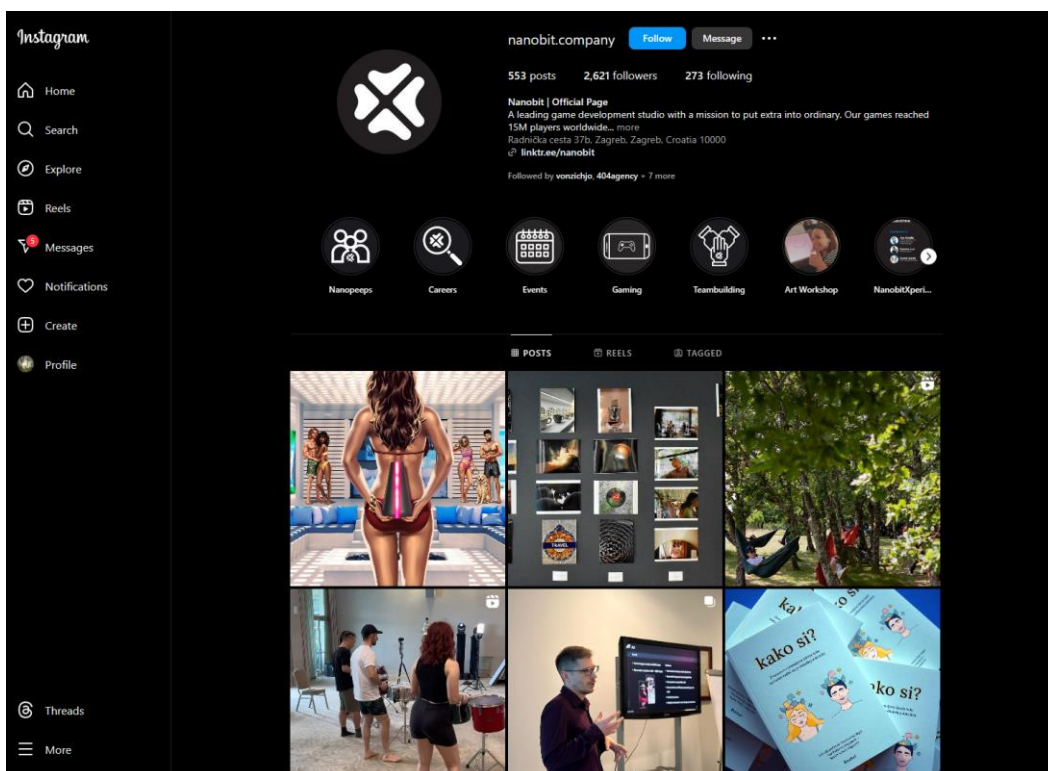 Instagram
Home
Search
Explore
Reels
5
Messages
Notifications
Create
Profile
Threads
More
nanobit.company
Follow
Message
553 posts 2,621 followers 273 following
Nanobit | Official Page
A leading game development studio with a mission to put extra into ordinary. Our games reached
15M players worldwide... more
Radnička cesta 37b, Zagreb, Zagreb, Croatia 10000
linktr.ee/nanobit
Followed by vonzichjo, 404agency + 7 more
Nanopeeps Careers Events Gaming Teambuilding Art Workshop NanobitXperi...
POSTS REELS TAGGED
TRAVEL
kako si?
kako si?